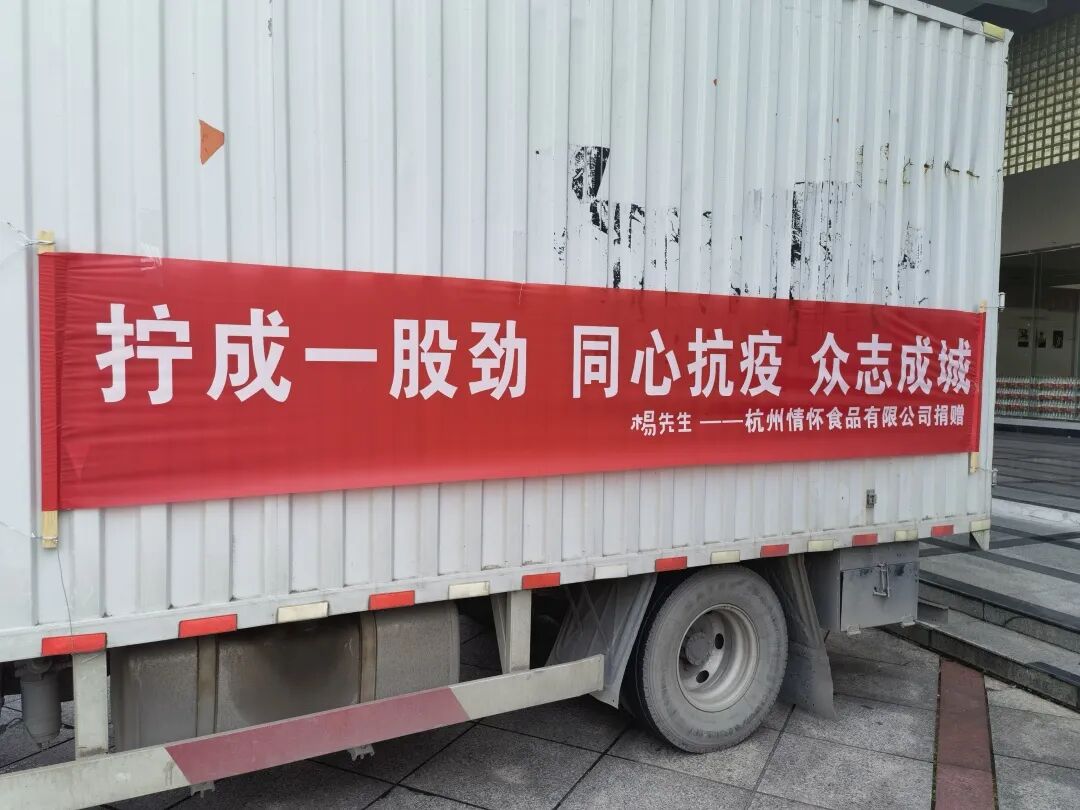 拧成一股劲 同心抗疫 众志成城
杨先生 ——杭州情怀食品有限公司捐赠